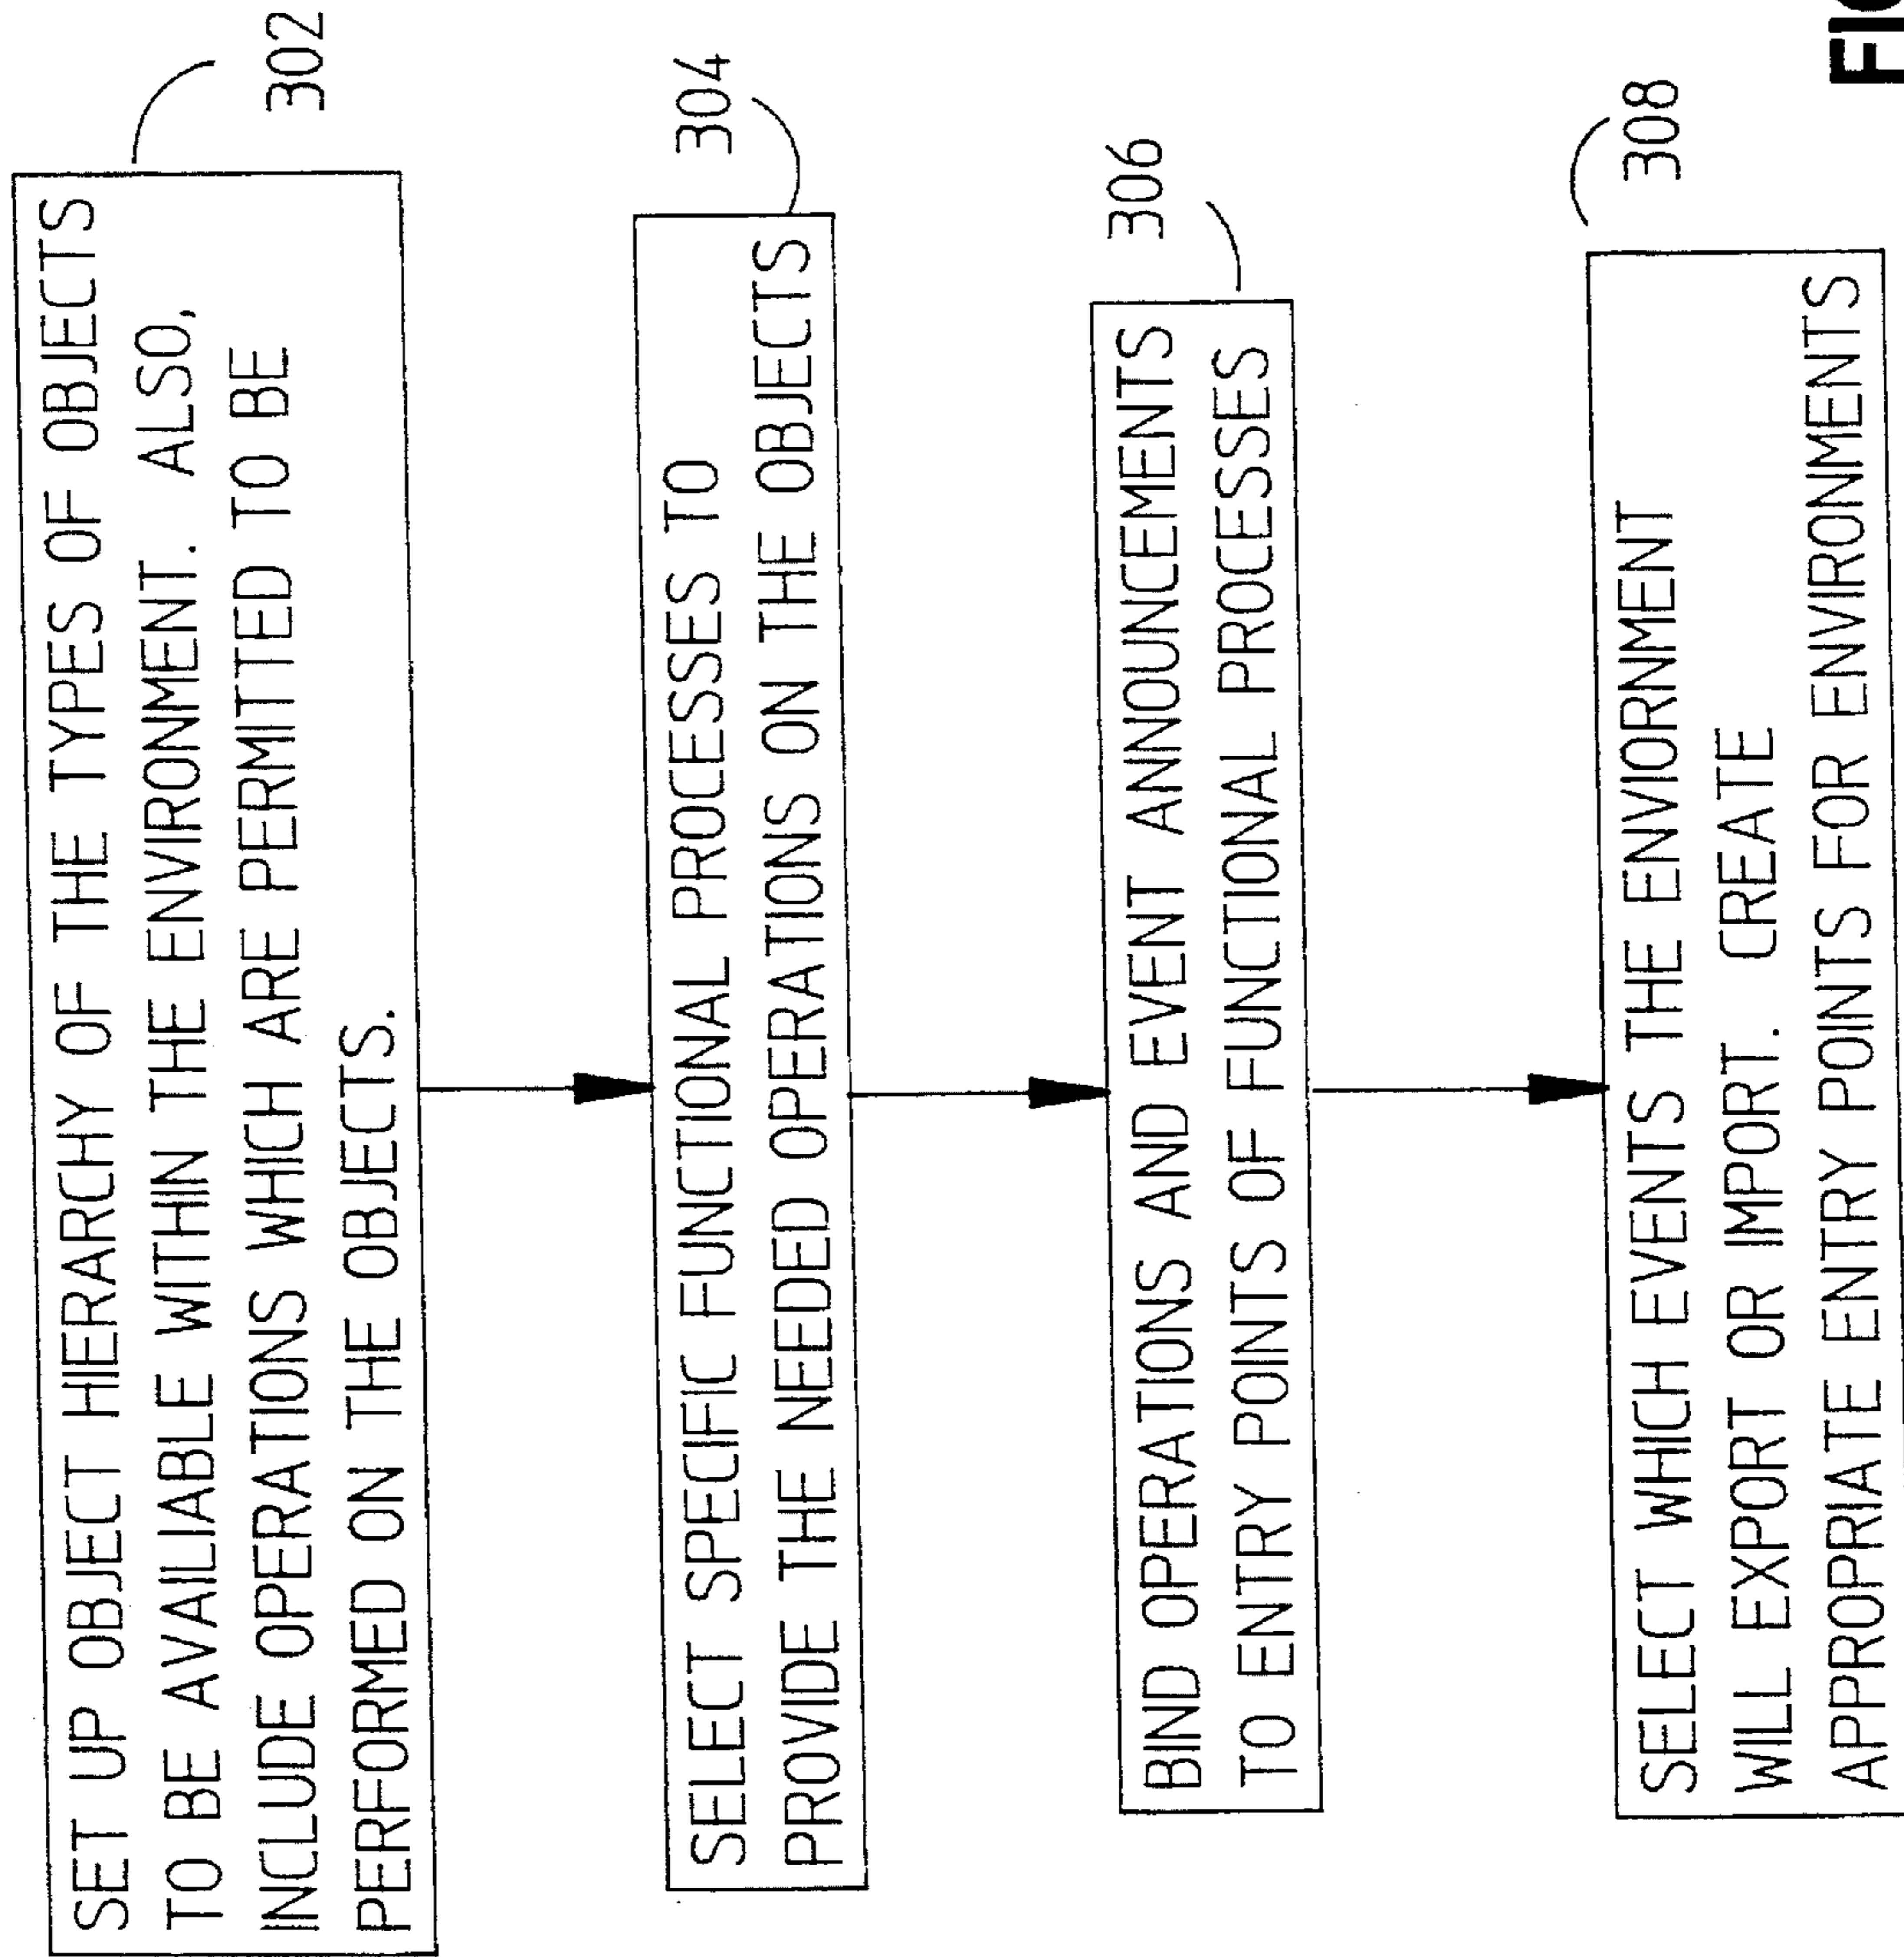 SET UP OBJECT HIERARCHY OF THE TYPES OF OBJECTS
TO BE AVAILIABLE WITHIN THE ENVIRONMENT. ALSO,
INCLUDE OPERATIONS WHICH ARE PERMITTED TO BE
PERFORMED ON THE OBJECTS.
302
SELECT SPECIFIC FUNCTIONAL PROCESSES TO
PROVIDE THE NEEDED OPERATIONS ON THE OBJECTS
304
BIND OPERATIONS AND EVENT ANNOUNCEMENTS
TO ENTRY POINTS OF FUNCTIONAL PROCESSES
306
SELECT WHICH EVENTS THE ENVIORNMENT
WILL EXPORT OR IMPORT. CREATE
APPROPRIATE ENTRY POINTS FOR ENVIRONMENTS
308